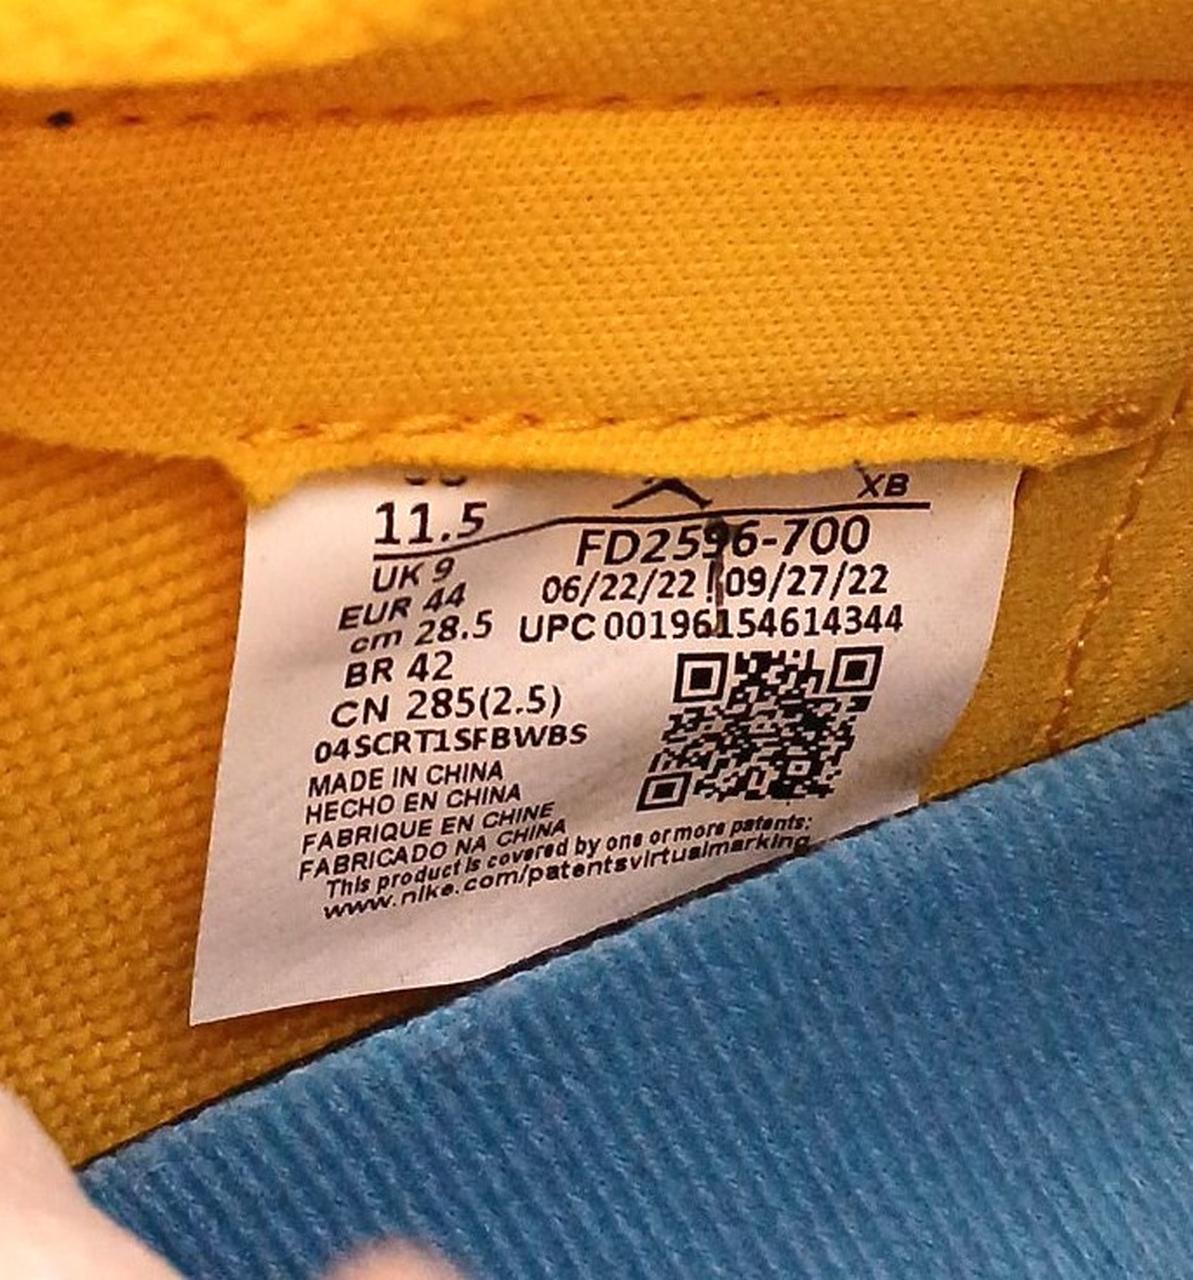 XB
11.5
FD2596-700
UK 9
06/22/22 09/27/22
EUR 44
cm 28.5
UPC 00196154614344
BR 42
CN 285(2.5)
04SCRT1SFBWBS
MADE IN CHINA
HECHO EN CHINA
FABRIQUE EN CHINE
FABRICADO NA CHINA
This product is covered by one or more patents:
www.nike.com/patentsvirtualmarking